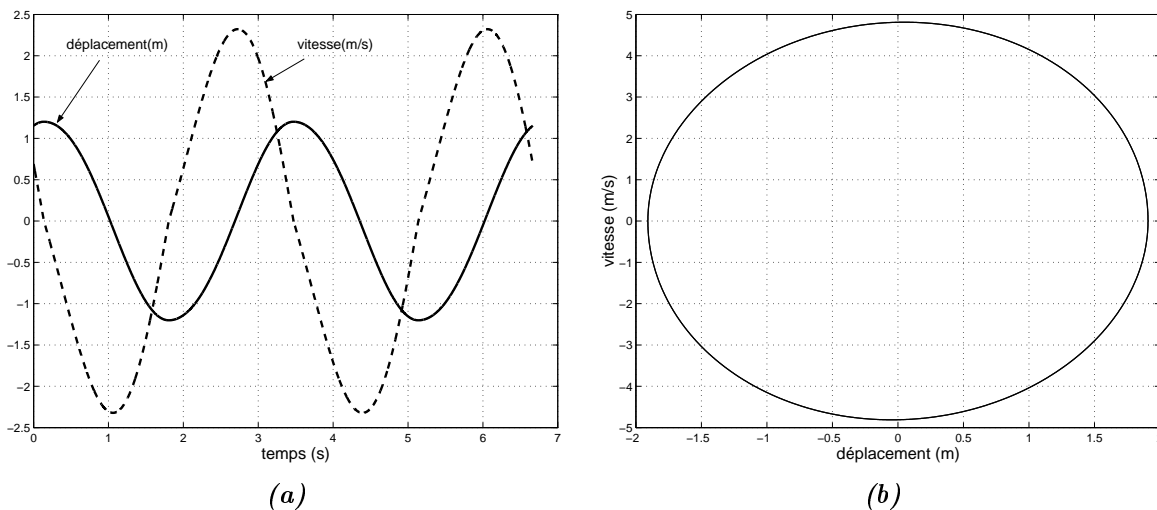 2.5
2
1.5
1
0.5
0
−0.5
−1
−1.5
−2
−2.5
déplacement(m)
vitesse(m/s)
0 1 2 3 4 5 6 7
temps (s)
(a)
5
4
3
2
1
0
−1
−2
−3
−4
−5
vitesse (m/s)
−2 −1.5 −1 −0.5 0 0.5 1 1.5 2
déplacement (m)
(b)